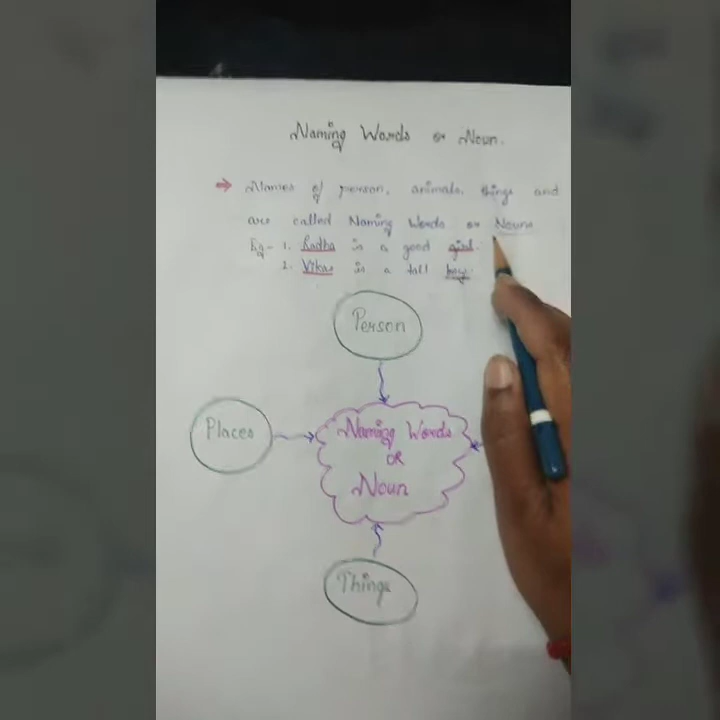 Naming Words or Noun.
→ Names of person, animals, things and
are called Naming Words or Nouns
Eg- 1. Radha is a good girl.
2. Vikas is a tall boy.
Person
Places
Naming Words
OR
Noun
Things